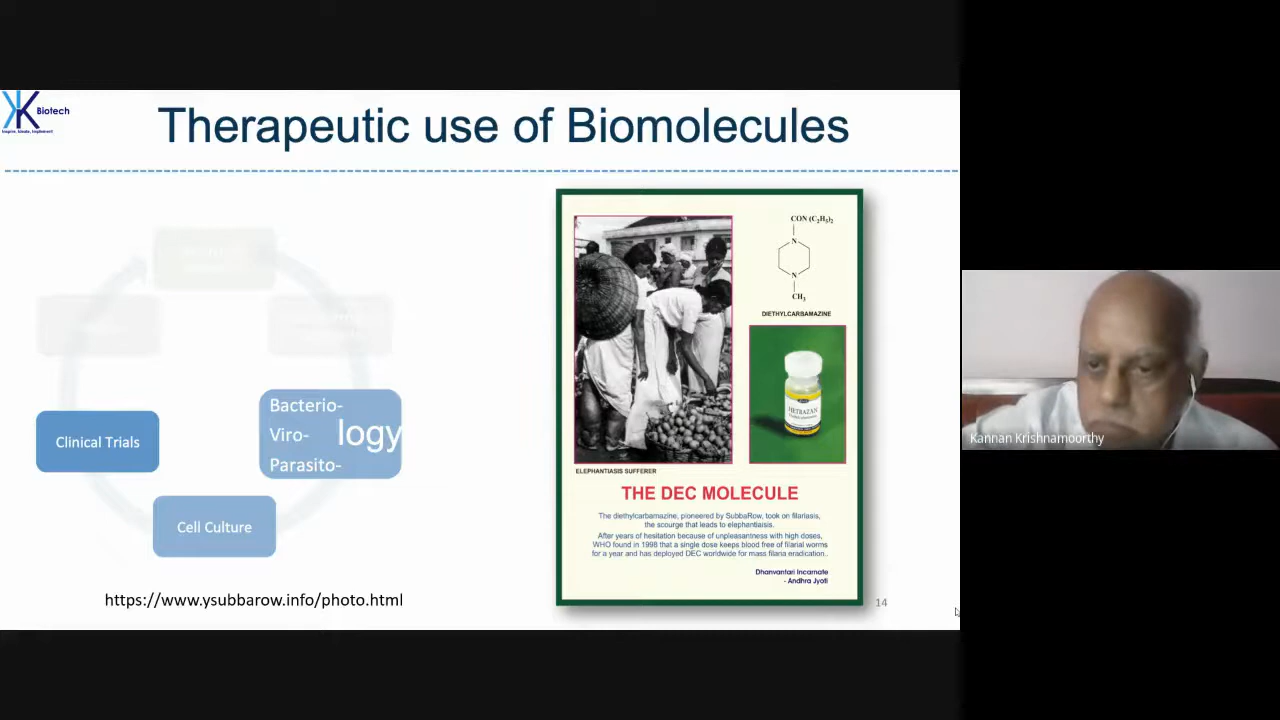 Biotech
Therapeutic use of Biomolecules
Clinical Trials
Bacterio-
Viro-
Parasito-
logy
Cell Culture
https://www.ysubbarow.info/photo.html
CON (C₂H₅)₂
N
N
CH₃
DIETHYLCARBAMAZINE
HETRAZAN
ELEPHANTIASIS SUFFERER
THE DEC MOLECULE
The diethylcarbamazine, pioneered by SubbaRow, took on filariasis,
the scourge that leads to elephantiaisis.
After years of hesitation because of unpleasantness with high doses,
WHO found in 1998 that a single dose keeps blood free of filarial worms
for a year and has deployed DEC worldwide for mass filaria eradication..
Dhanvantari Incarnate
- Andhra Jyoti
14
Kannan Krishnamoorthy